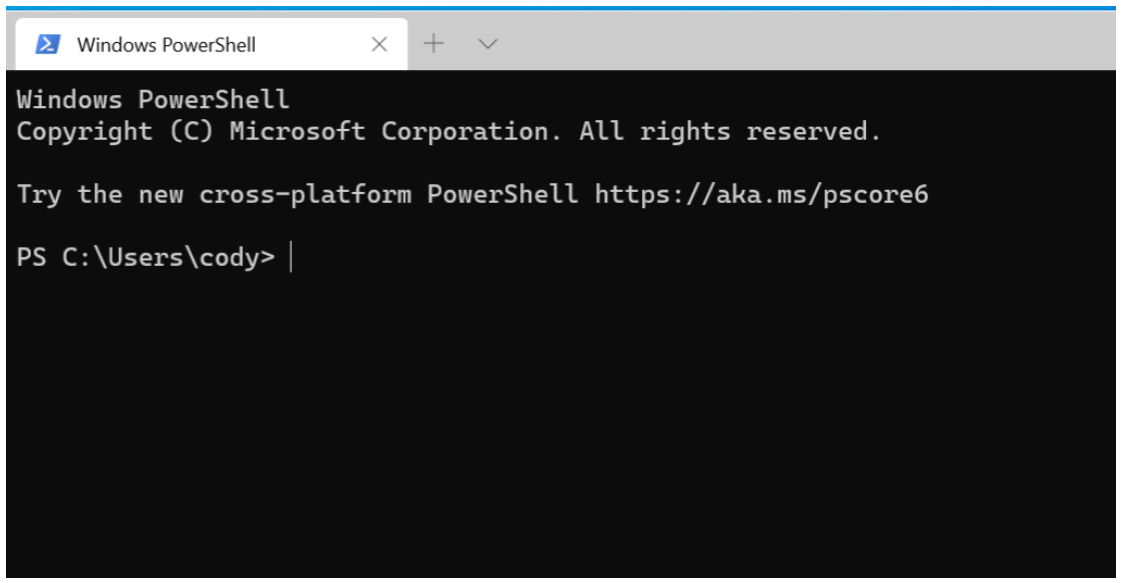 Windows PowerShell
Windows PowerShell
Copyright (C) Microsoft Corporation. All rights reserved.
Try the new cross-platform PowerShell https://aka.ms/pscore6
PS C:\Users\cody>